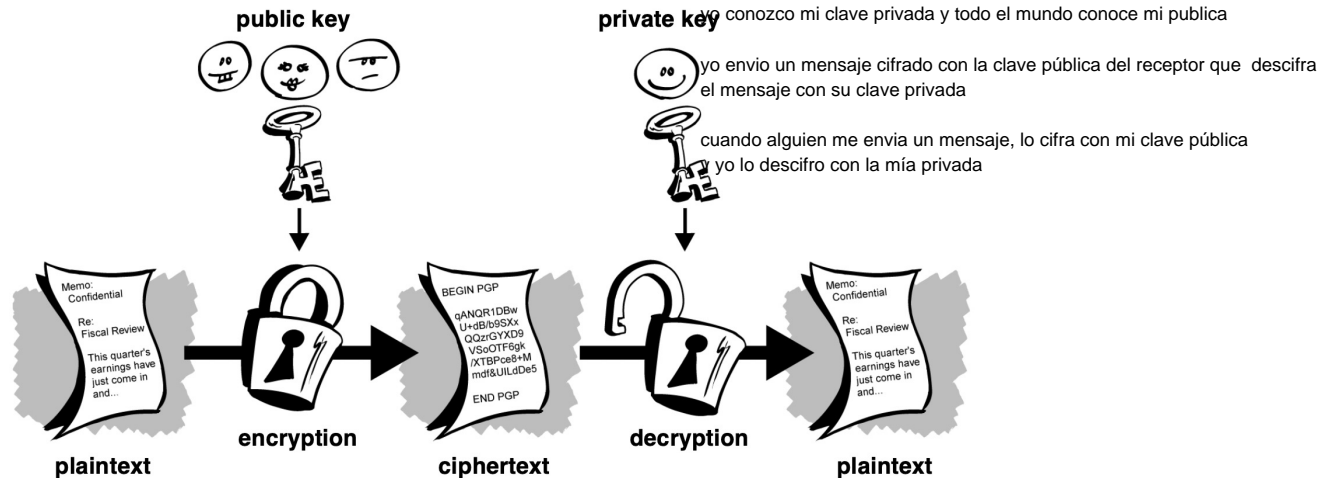 public key
private key
yo conozco mi clave privada y todo el mundo conoce mi publica
yo envio un mensaje cifrado con la clave pública del receptor que descifra
el mensaje con su clave privada
cuando alguien me envia un mensaje, lo cifra con mi clave pública
y yo lo descifro con la mía privada
Memo:
Confidential
Re:
Fiscal Review
This quarter's
earnings have
just come in
and...
BEGIN PGP
qANQR1DBw
U+dB/b9SXx
QQzrGYXD9
VSoOTF6gk
/XTBPce8+M
mdf&UILdDe5
END PGP
Memo:
Confidential
Re:
Fiscal Review
This quarter's
earnings have
just come in
and...
encryption
decryption
plaintext
ciphertext
plaintext